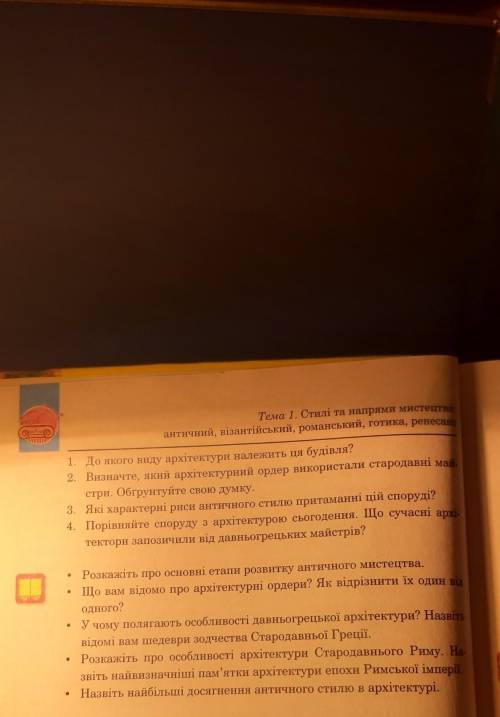 Тема 1. Стилі та напрями мистецтва:
античний, візантійський, романський, готика, ренесанс
1. До якого виду архітектури належить ця будівля?
2. Визначте, який архітектурний ордер використали стародавні май-
стри. Обґрунтуйте свою думку.
3. Які характерні риси античного стилю притаманні цій споруді?
4. Порівняйте споруду з архітектурою сьогодення. Що сучасні архі-
тектори запозичили від давньогрецьких майстрів?
• Розкажіть про основні етапи розвитку античного мистецтва.
• Що вам відомо про архітектурні ордери? Як відрізнити їх один від
одного?
• У чому полягають особливості давньогрецької архітектури? Назвіть
відомі вам шедеври зодчества Стародавньої Греції.
• Розкажіть про особливості архітектури Стародавнього Риму. На-
звіть найвизначніші пам'ятки архітектури епохи Римської імперії.
• Назвіть найбільші досягнення античного стилю в архітектурі.